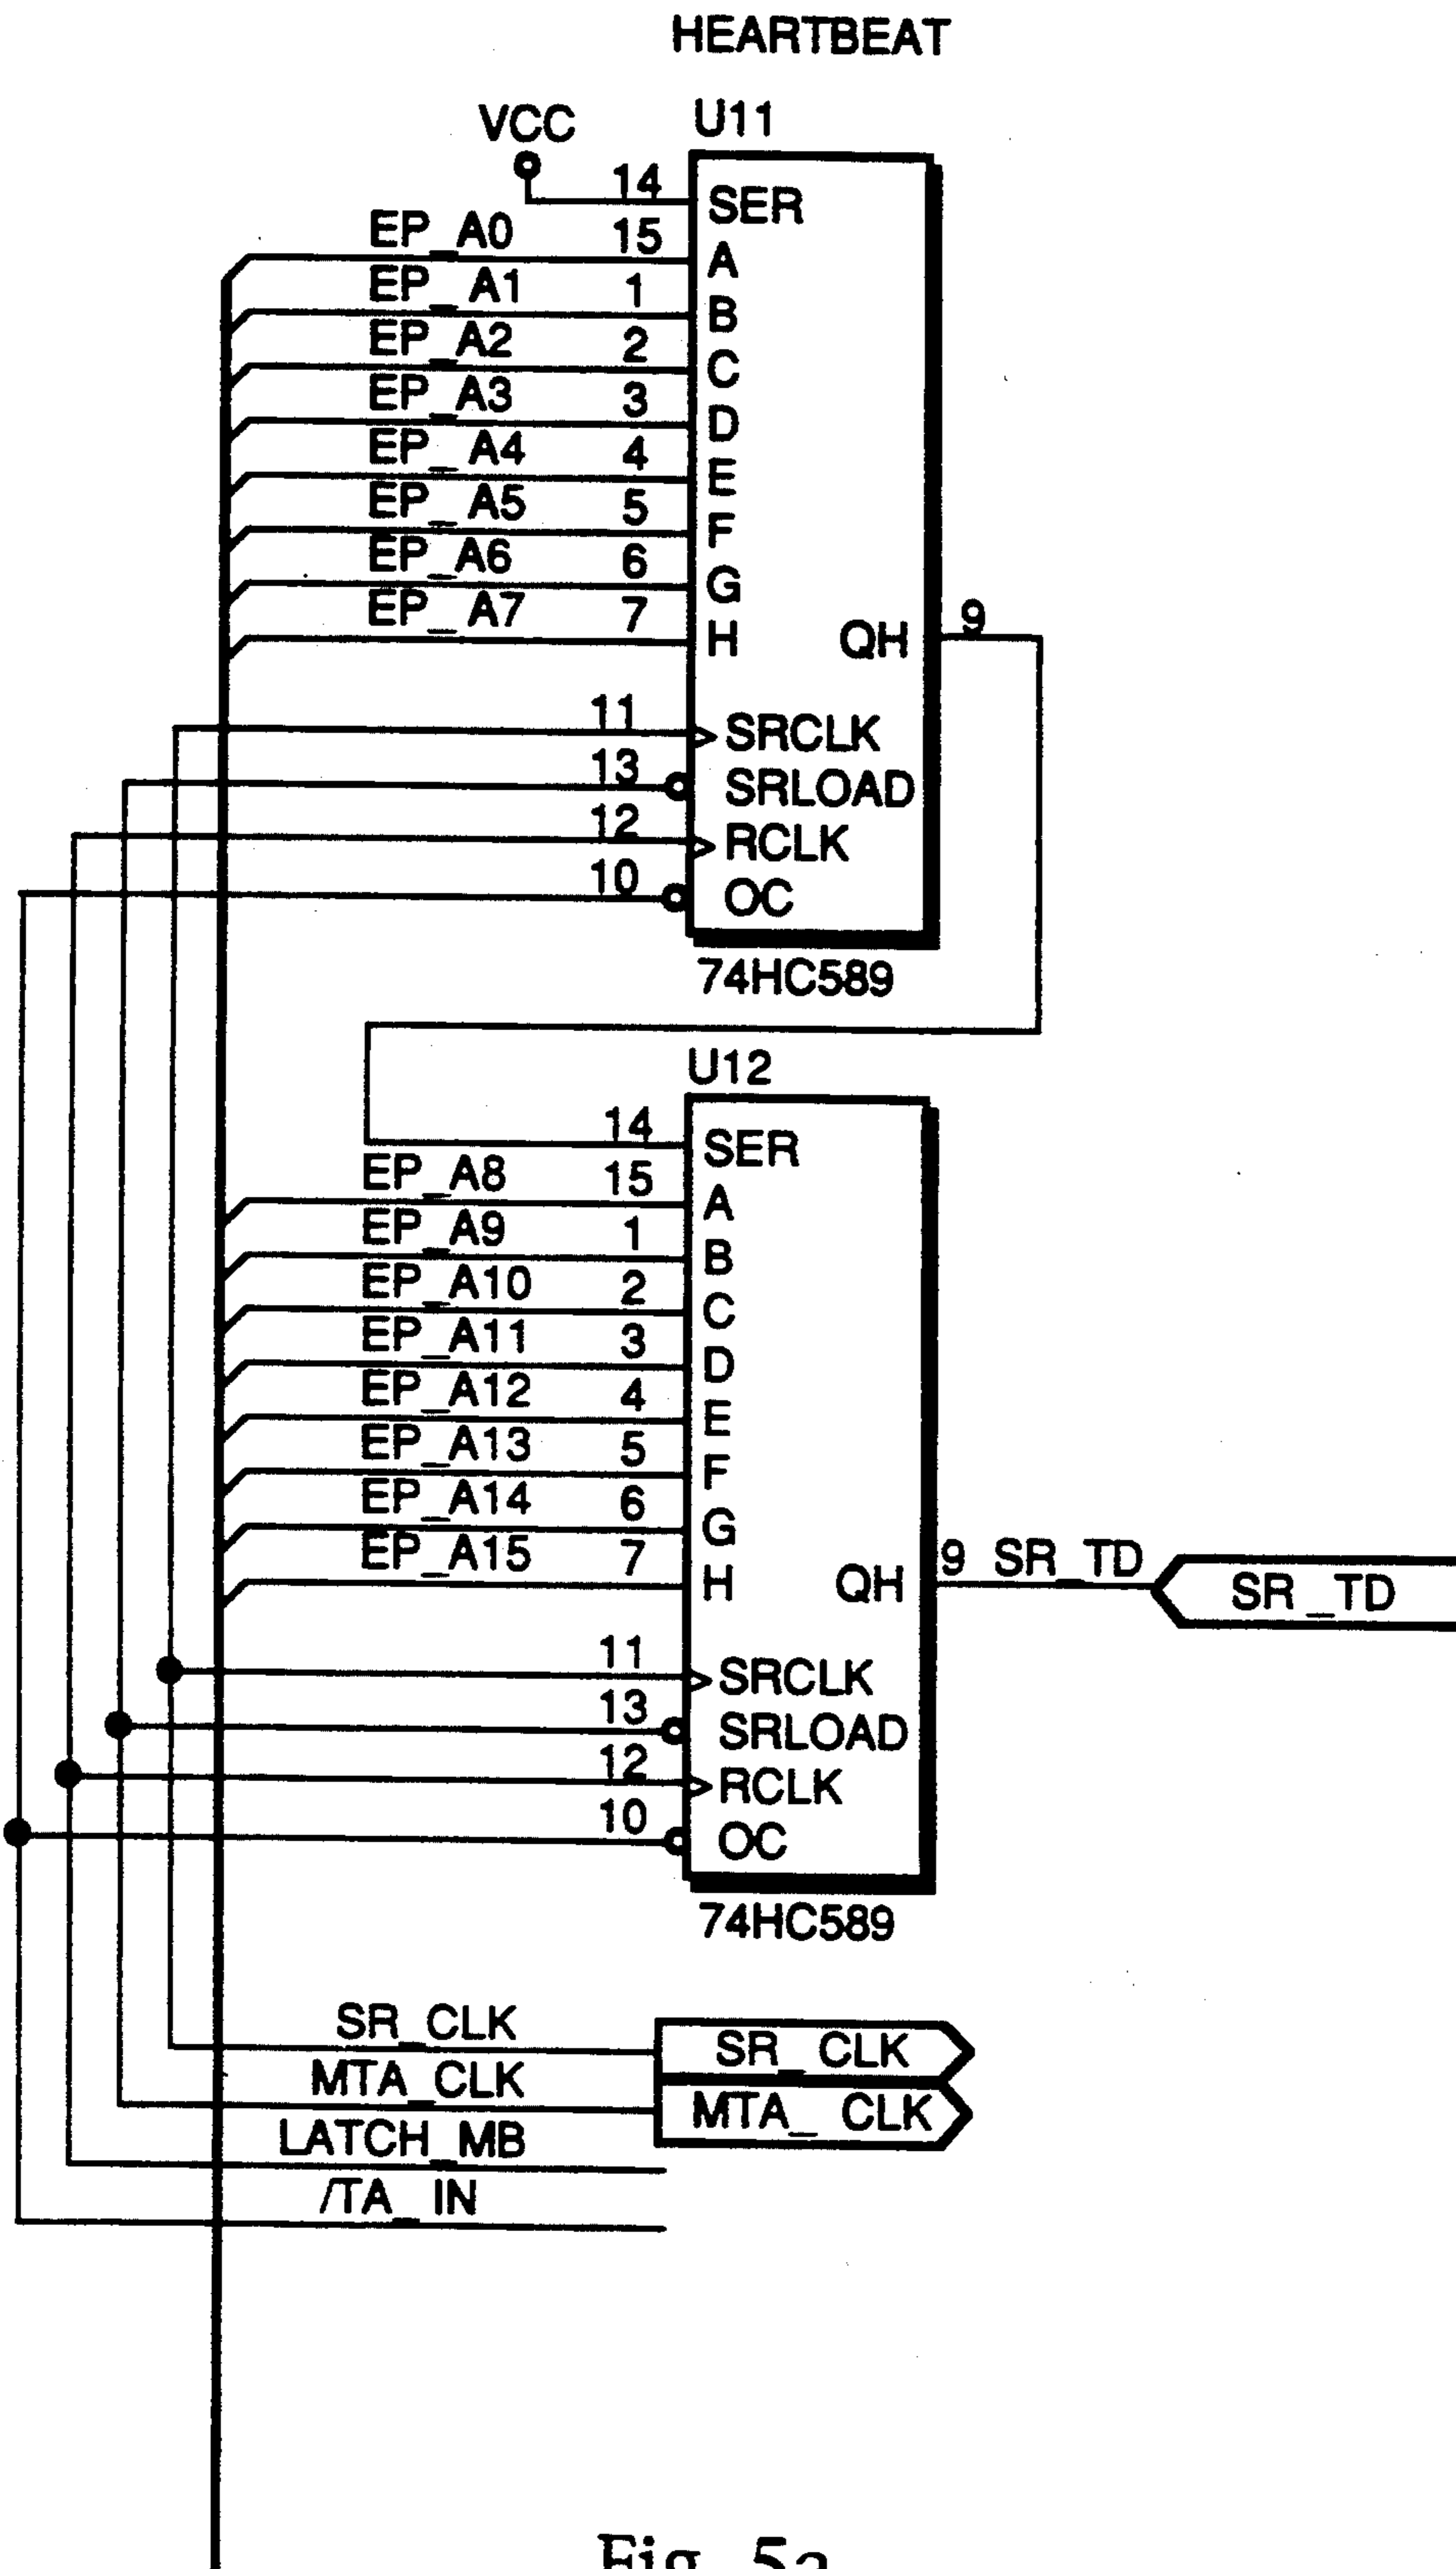 HEARTBEAT
U11
VCC
14 SER
EP_A0 15 A
EP_A1 1 B
EP_A2 2 C
EP_A3 3 D
EP_A4 4 E
EP_A5 5 F
EP_A6 6 G
EP_A7 7 H QH 9
11 SRCLK
13 SRLOAD
12 RCLK
10 OC
74HC589
U12
14 SER
EP_A8 15 A
EP_A9 1 B
EP_A10 2 C
EP_A11 3 D
EP_A12 4 E
EP_A13 5 F
EP_A14 6 G
EP_A15 7 H QH 9 SR_TD SR_TD
11 SRCLK
13 SRLOAD
12 RCLK
10 OC
74HC589
SR_CLK SR_CLK
MTA_CLK MTA_CLK
LATCH_MB
/TA_IN
Fig. 5a